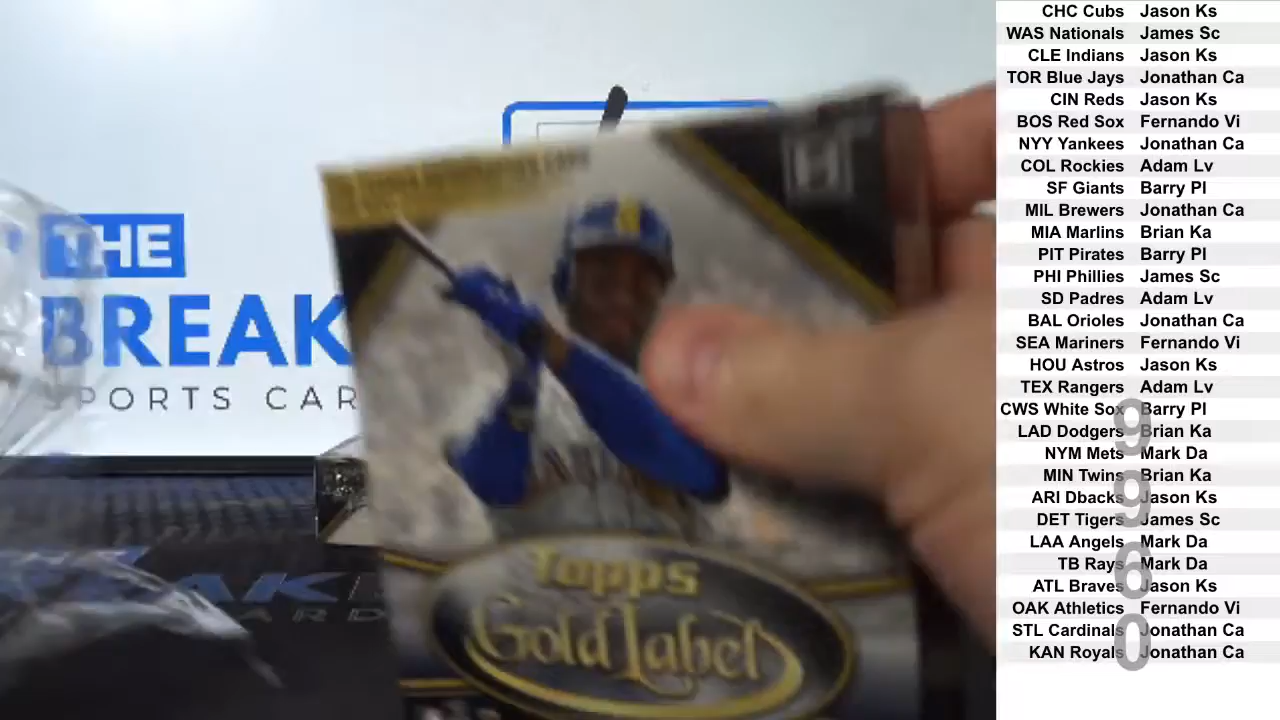 THE
BREAK
SPORTS CAR
Topps
Gold Label
CHC Cubs Jason Ks
WAS Nationals James Sc
CLE Indians Jason Ks
TOR Blue Jays Jonathan Ca
CIN Reds Jason Ks
BOS Red Sox Fernando Vi
NYY Yankees Jonathan Ca
COL Rockies Adam Lv
SF Giants Barry Pl
MIL Brewers Jonathan Ca
MIA Marlins Brian Ka
PIT Pirates Barry Pl
PHI Phillies James Sc
SD Padres Adam Lv
BAL Orioles Jonathan Ca
SEA Mariners Fernando Vi
HOU Astros Jason Ks
TEX Rangers Adam Lv
CWS White Sox Barry Pl
LAD Dodgers Brian Ka
NYM Mets Mark Da
MIN Twins Brian Ka
ARI Dbacks Jason Ks
DET Tigers James Sc
LAA Angels Mark Da
TB Rays Mark Da
ATL Braves Jason Ks
OAK Athletics Fernando Vi
STL Cardinals Jonathan Ca
KAN Royals Jonathan Ca
9960